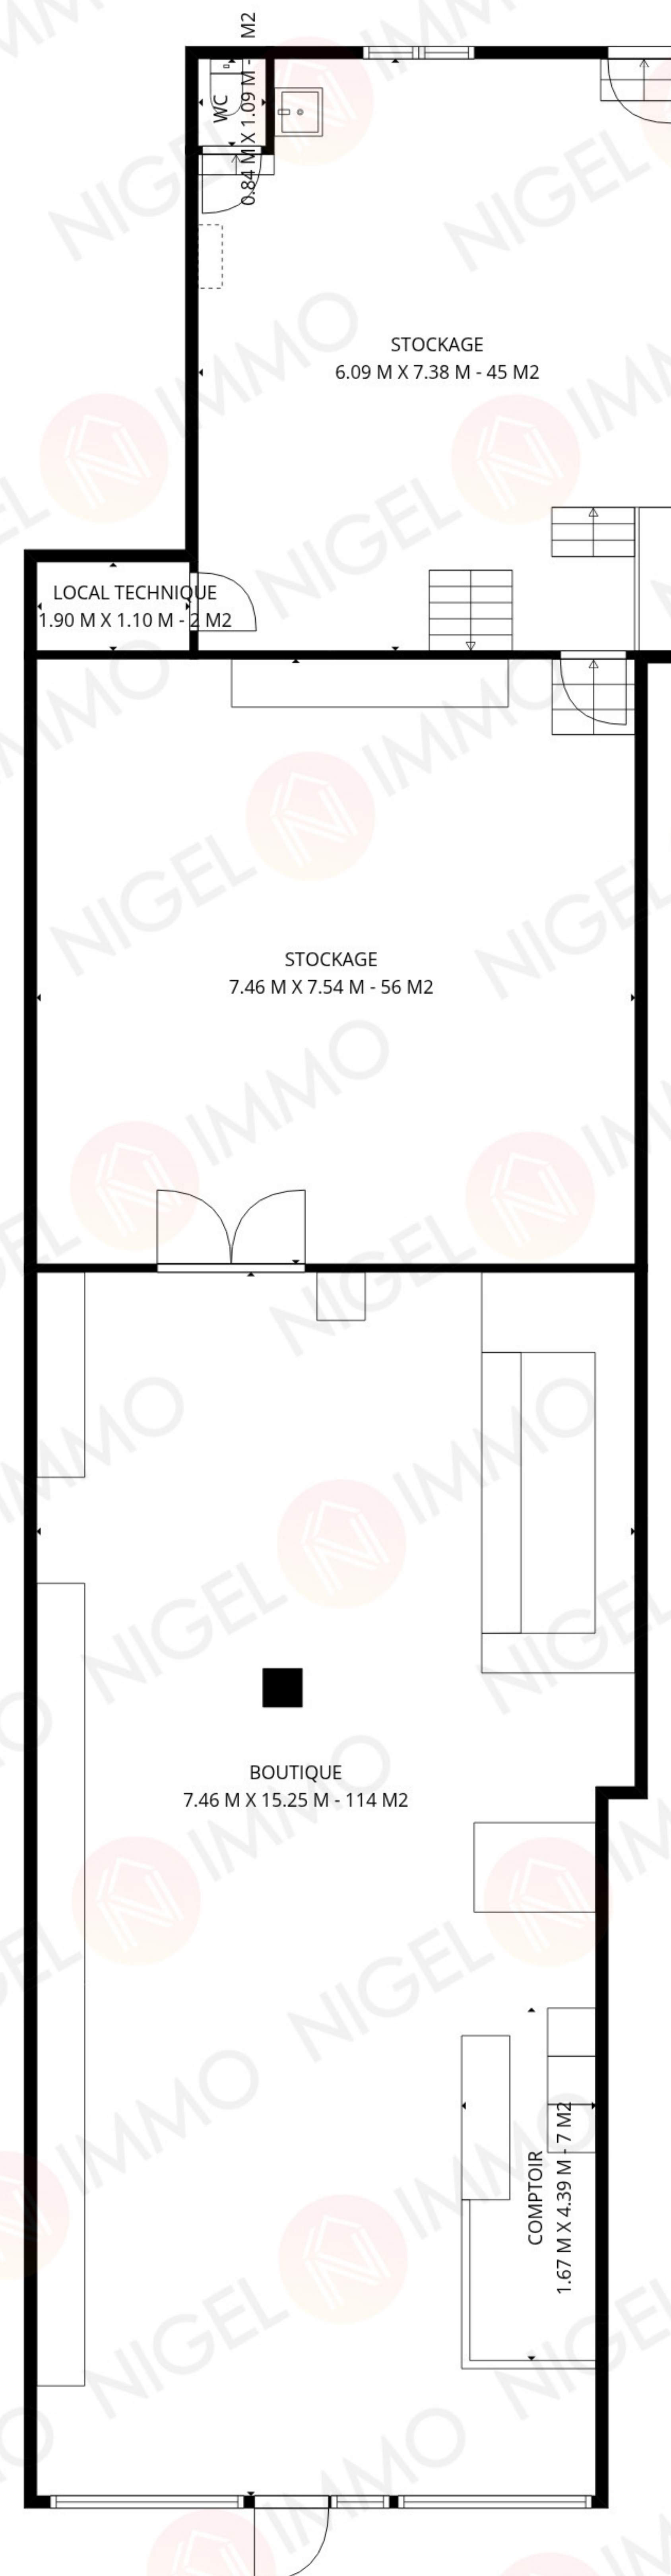 WC
0.84 M X 1.09 M - M2
STOCKAGE
6.09 M X 7.38 M - 45 M2
LOCAL TECHNIQUE
1.90 M X 1.10 M - 2 M2
STOCKAGE
7.46 M X 7.54 M - 56 M2
BOUTIQUE
7.46 M X 15.25 M - 114 M2
COMPTOIR
1.67 M X 4.39 M - 7 M2
NIGEL IMMO